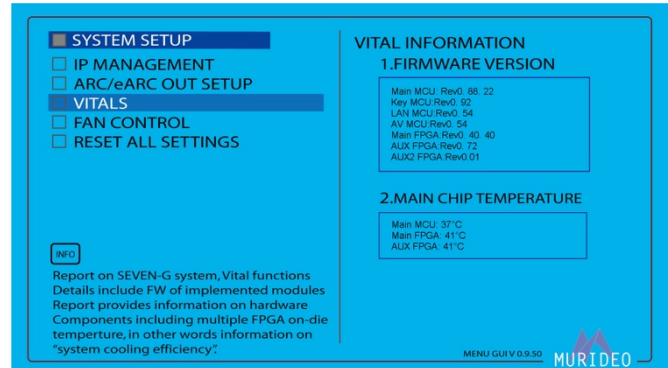 SYSTEM SETUP
IP MANAGEMENT
ARC/eARC OUT SETUP
VITALS
FAN CONTROL
RESET ALL SETTINGS
INFO
Report on SEVEN-G system, Vital functions
Details include FW of implemented modules
Report provides information on hardware
Components including multiple FPGA on-die
temperture, in other words information on
“system cooling efficiency”.
VITAL INFORMATION
1.FIRMWARE VERSION
Main MCU: Rev0. 88. 22
Key MCU:Rev0. 92
LAN MCU:Rev0. 54
AV MCU:Rev0. 54
Main FPGA:Rev0. 40. 40
AUX FPGA:Rev0. 72
AUX2 FPGA:Rev0.01
2.MAIN CHIP TEMPERATURE
Main MCU: 37°C
Main FPGA: 41°C
AUX FPGA: 41°C
MENU GUI V 0.9.50
MURIDEO